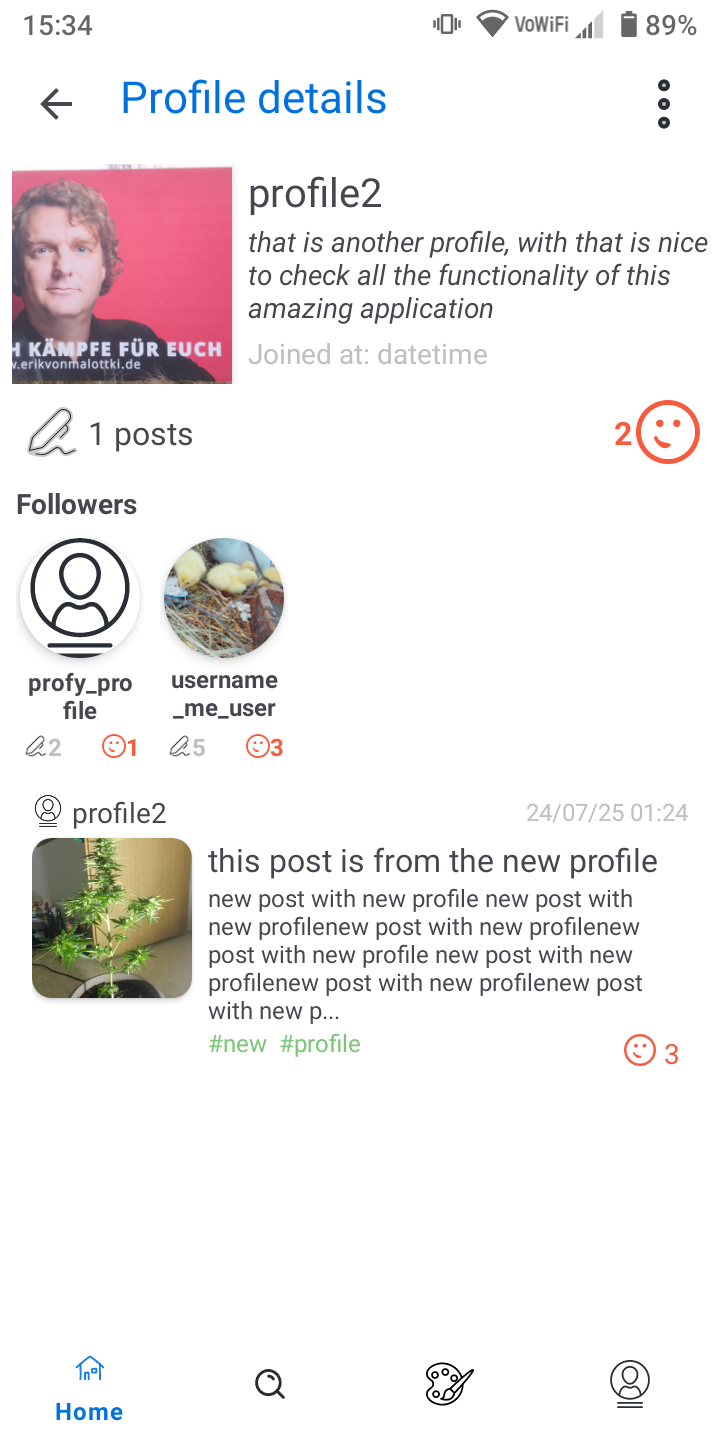 15:34
VoWiFi
89%
Profile details
profile2
that is another profile, with that is nice
to check all the functionality of this
amazing application
H KÄMPFE FÜR EUCH
w.erikvonmalottki.de
Joined at: datetime
1 posts
2
Followers
profy_pro
file
username
_me_user
2
1
5
3
profile2
24/07/25 01:24
this post is from the new profile
new post with new profile new post with
new profilenew post with new profilenew
post with new profile new post with new
profilenew post with new profilenew post
with new p...
#new #profile
3
Home